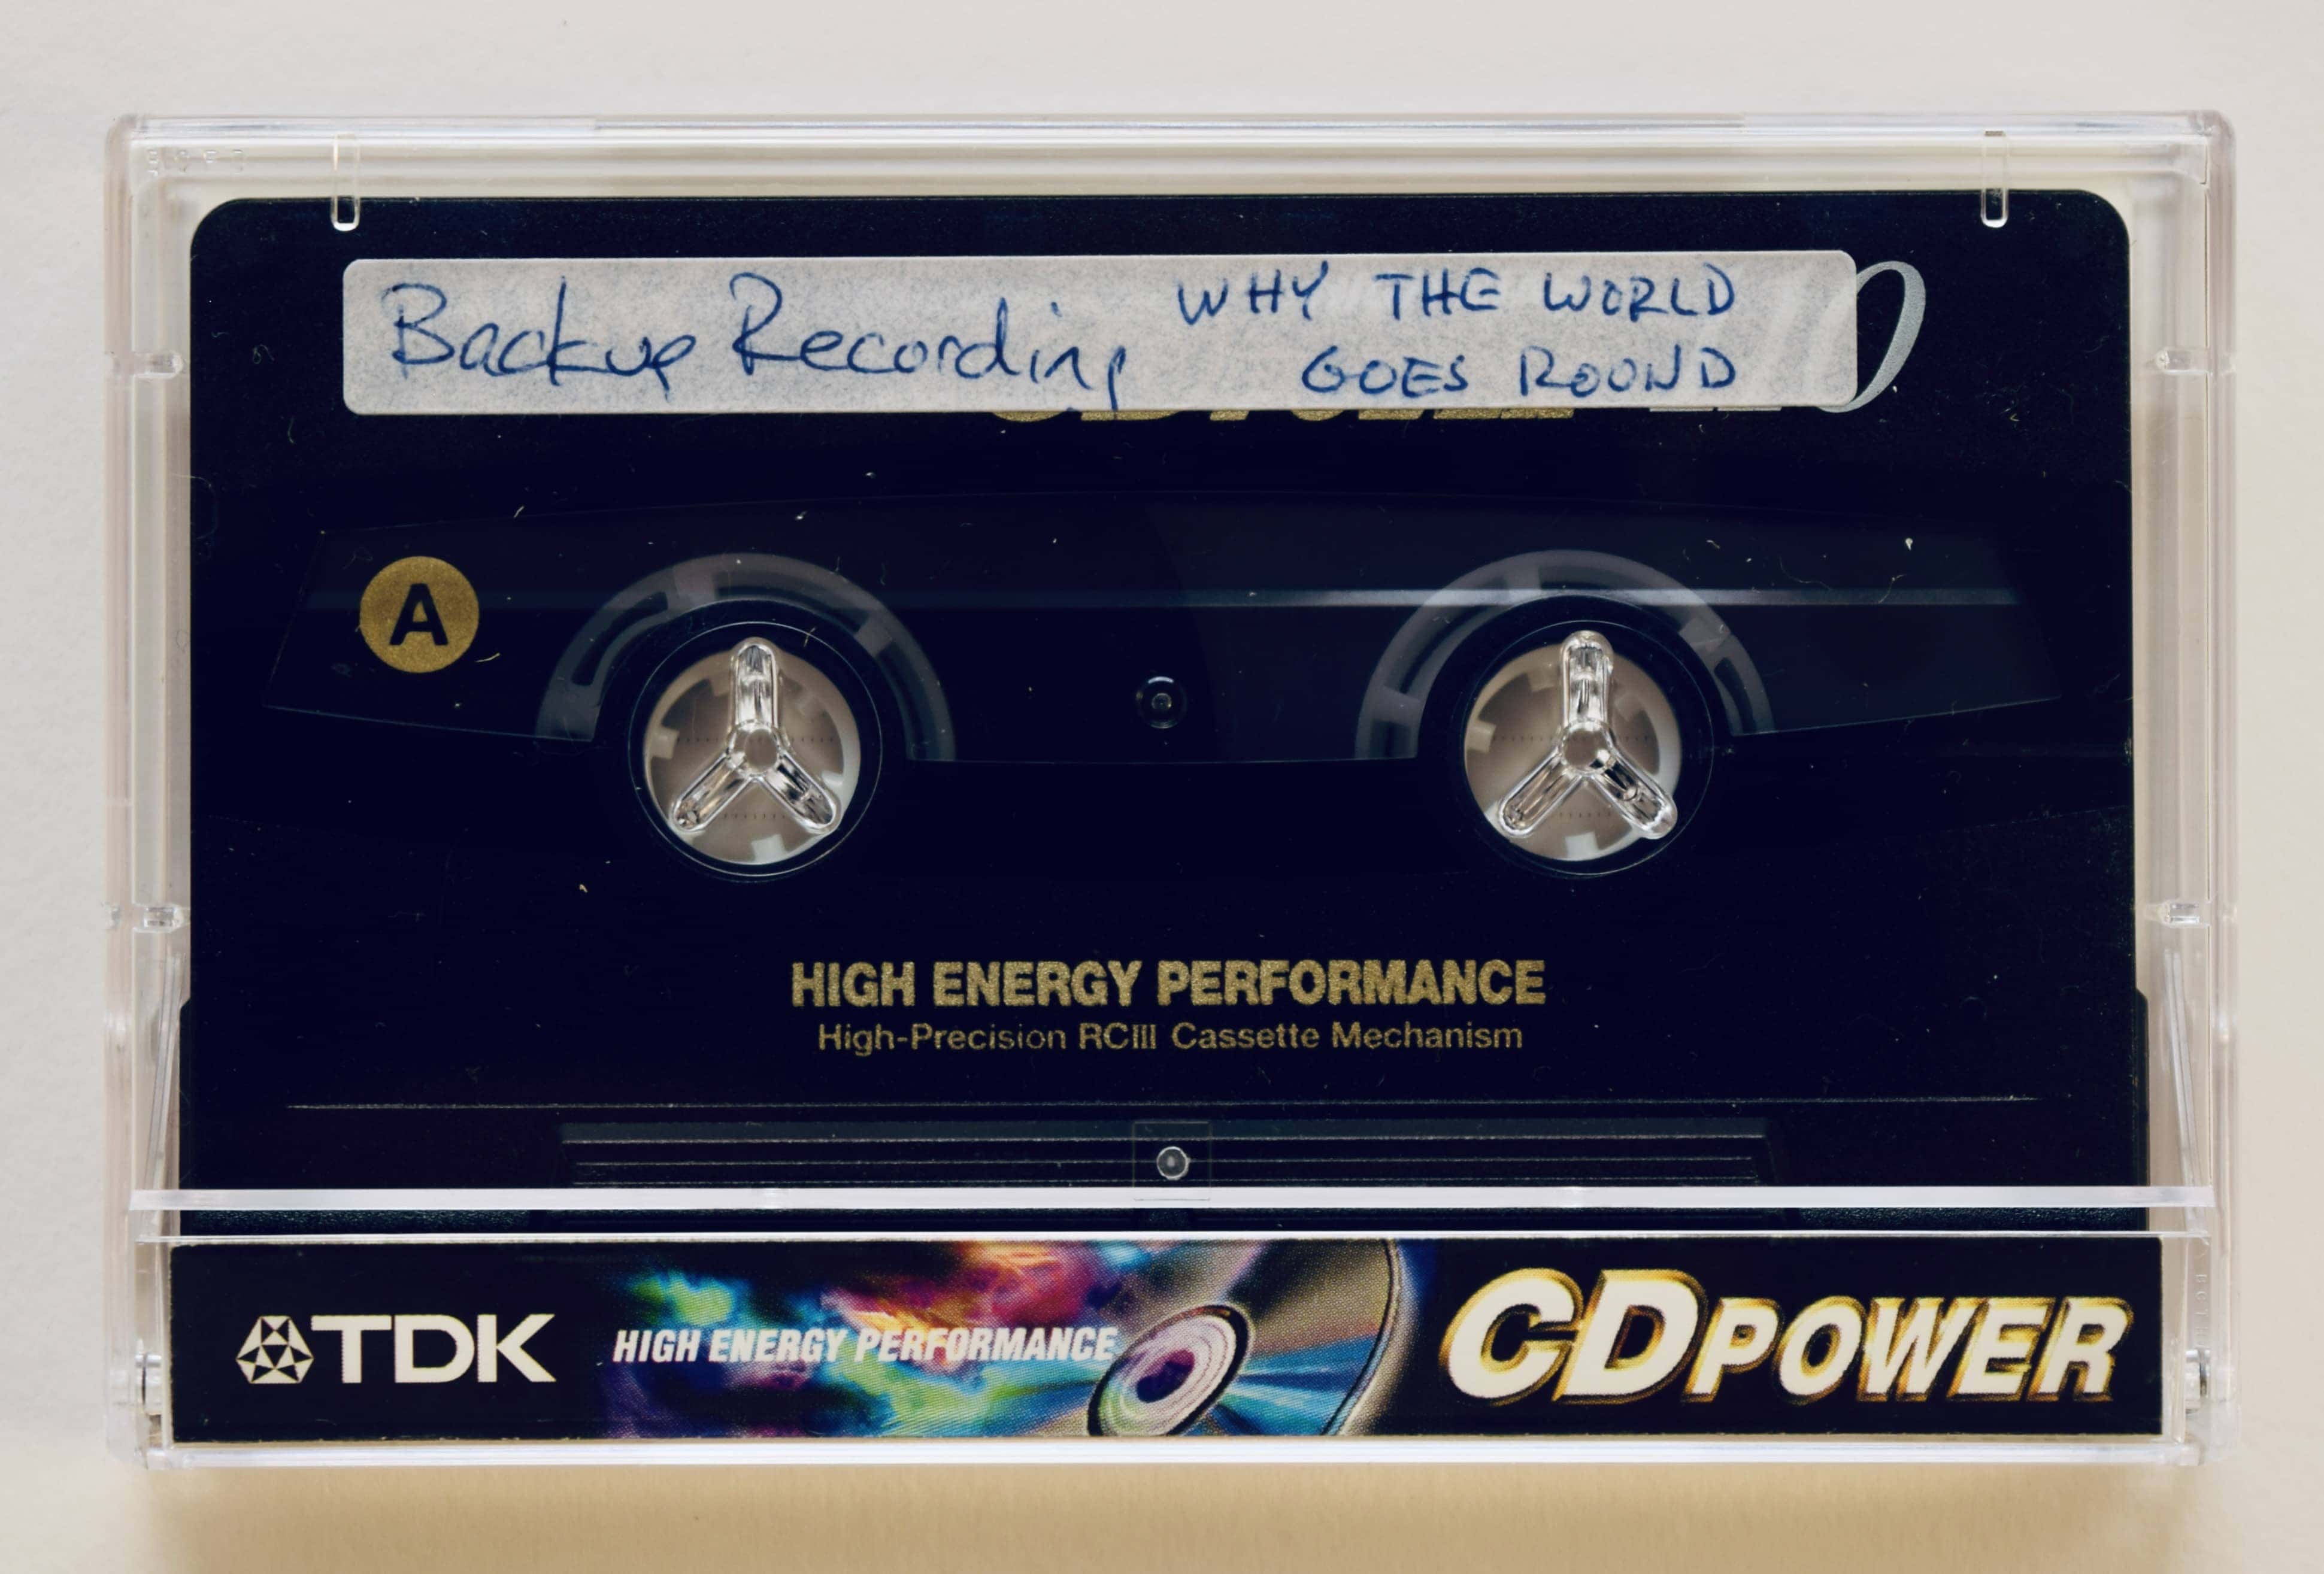 Backup Recording WHY THE WORLD
GOES ROUND
A
HIGH ENERGY PERFORMANCE
High-Precision RCIII Cassette Mechanism
TDK HIGH ENERGY PERFORMANCE CDPOWER